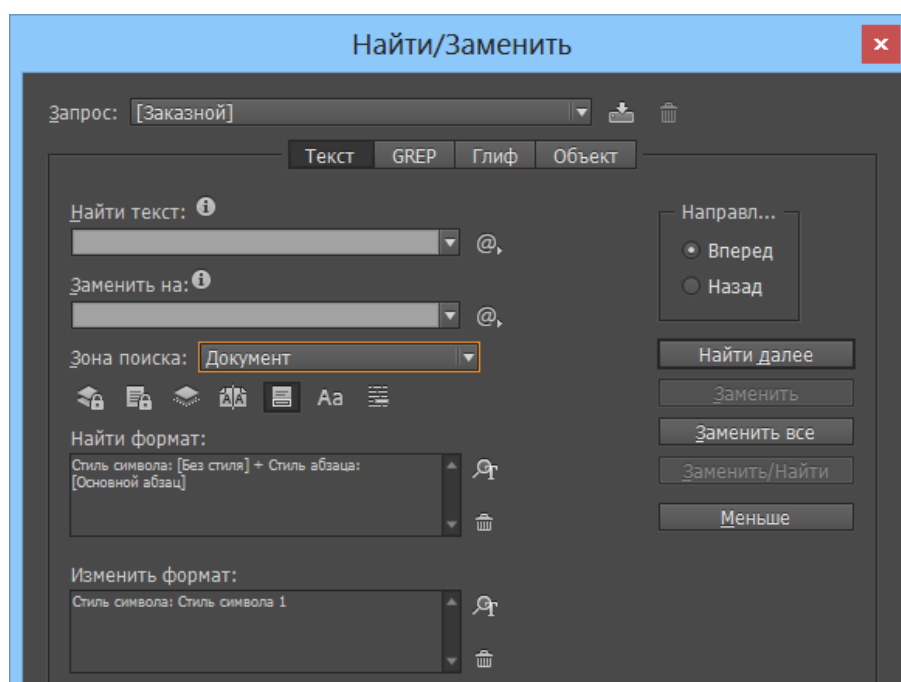 Найти/Заменить
Запрос: [Заказной]
Текст GREP Глиф Объект
Найти текст:
Направл...
Вперед
Заменить на:
Назад
Зона поиска: Документ
Найти далее
Заменить
Найти формат:
Заменить все
Стиль символа: [Без стиля] + Стиль абзаца:
[Основной абзац]
Заменить/Найти
Меньше
Изменить формат:
Стиль символа: Стиль символа 1